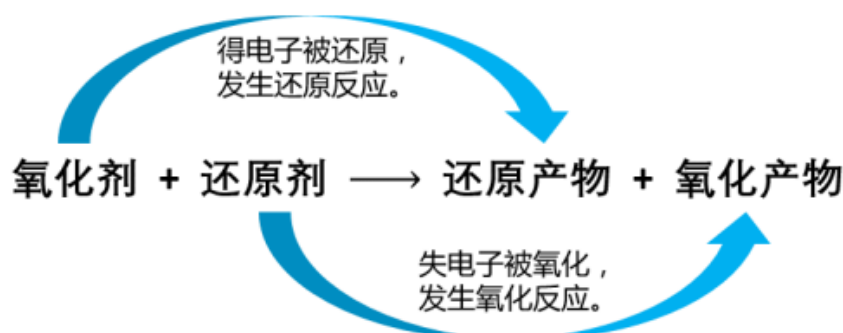 得电子被还原，
发生还原反应。
氧化剂 + 还原剂 ⟶ 还原产物 + 氧化产物
失电子被氧化，
发生氧化反应。